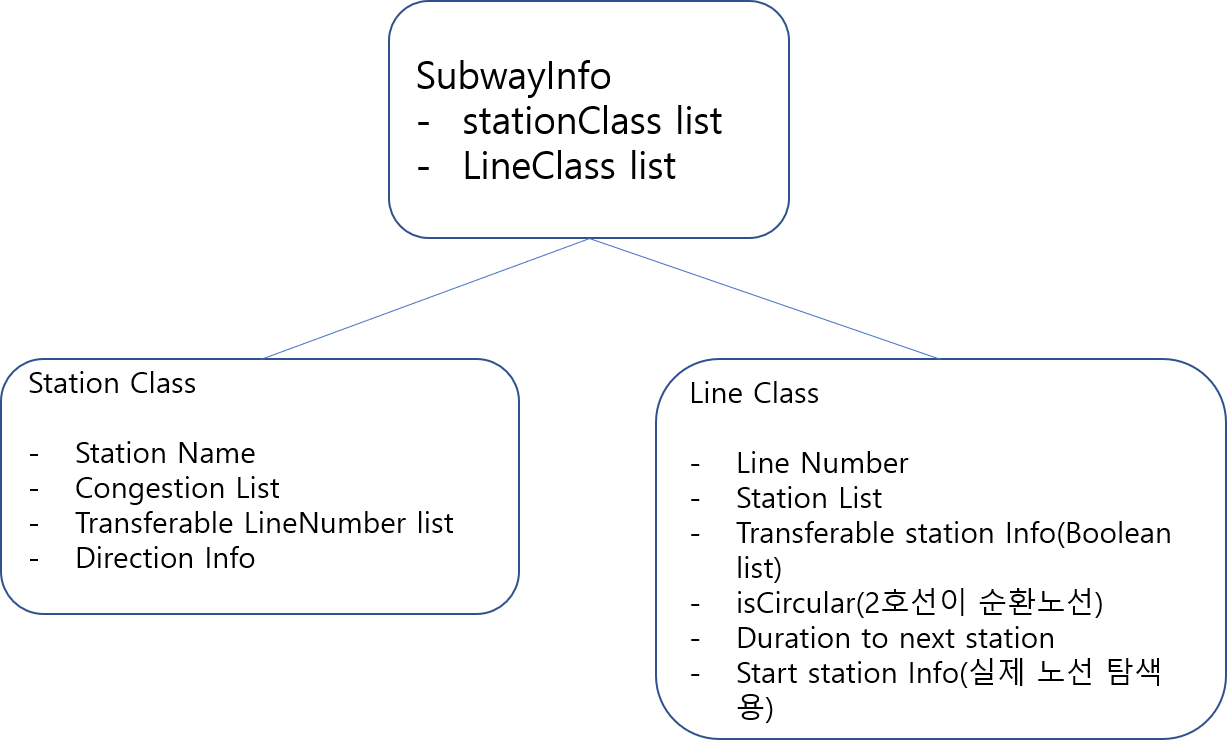 SubwayInfo
- stationClass list
- LineClass list
Station Class
- Station Name
- Congestion List
- Transferable LineNumber list
- Direction Info
Line Class
- Line Number
- Station List
- Transferable station Info(Boolean
list)
- isCircular(2호선이 순환노선)
- Duration to next station
- Start station Info(실제 노선 탐색
용)